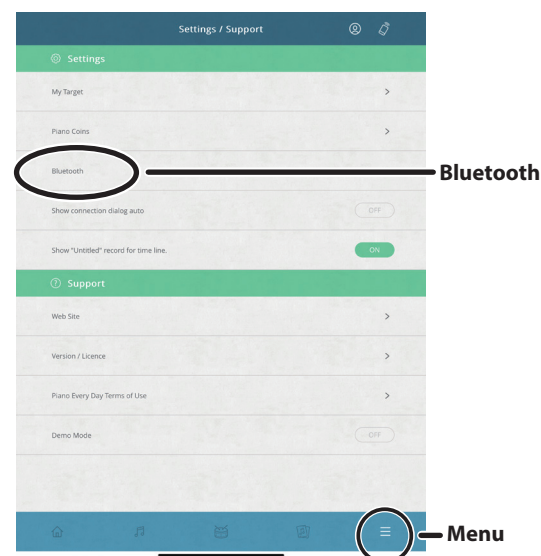 Settings / Support
Settings
My Target
Piano Coins
Bluetooth
Bluetooth
Show connection dialog auto
OFF
Show "Untitled" record for time line.
ON
Support
Web Site
Version / Licence
Piano Every Day Terms of Use
Demo Mode
OFF
Menu